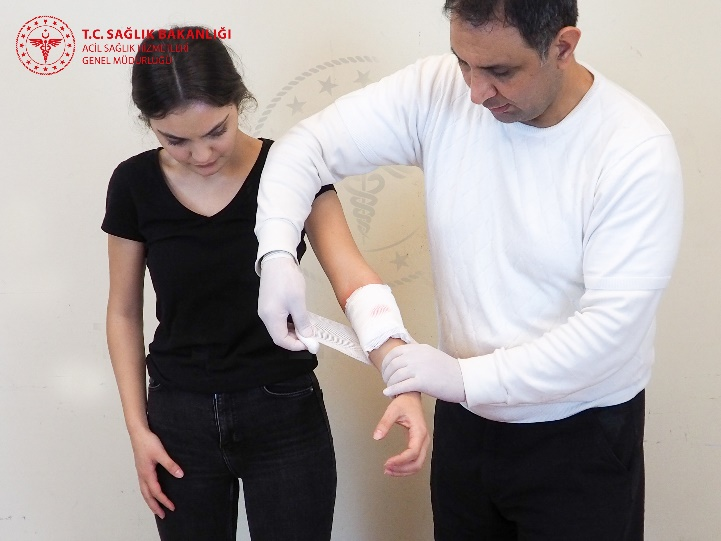 T.C. SAĞLIK BAKANLIĞI
ACİL SAĞLIK HİZMETLERİ
GENEL MÜDÜRLÜĞÜ